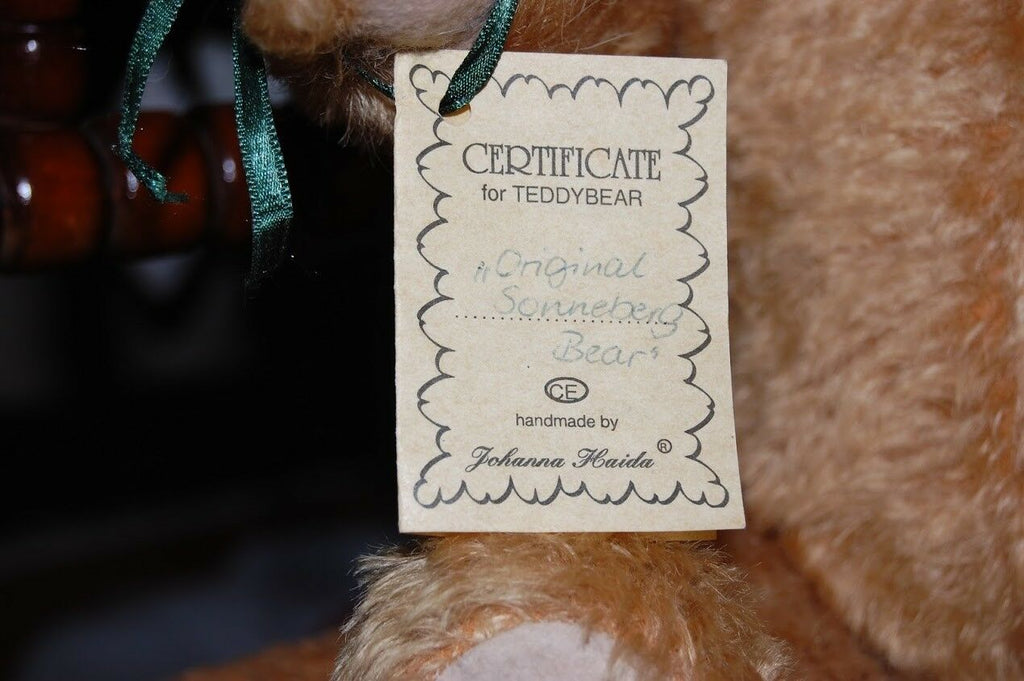 CERTIFICATE
for TEDDYBEAR
„Original
Sonneberg
Bear“
CE
handmade by
Johanna Haida ®